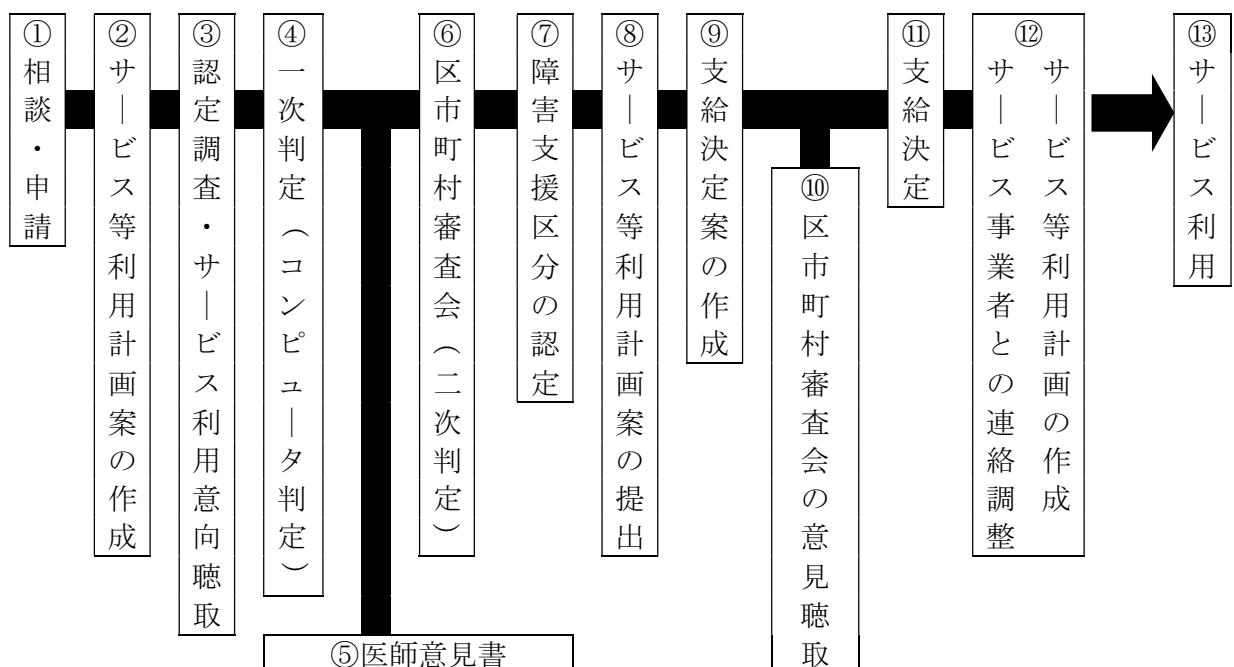 ①相談・申請
②サービス等利用計画案の作成
③認定調査・サービス利用意向聴取
④一次判定（コンピュータ判定）
⑤医師意見書
⑥区市町村審査会（二次判定）
⑦障害支援区分の認定
⑧サービス等利用計画案の提出
⑨支給決定案の作成
⑩区市町村審査会の意見聴取
⑪支給決定
⑫
サービス等利用計画の作成
サービス事業者との連絡調整
⑬サービス利用